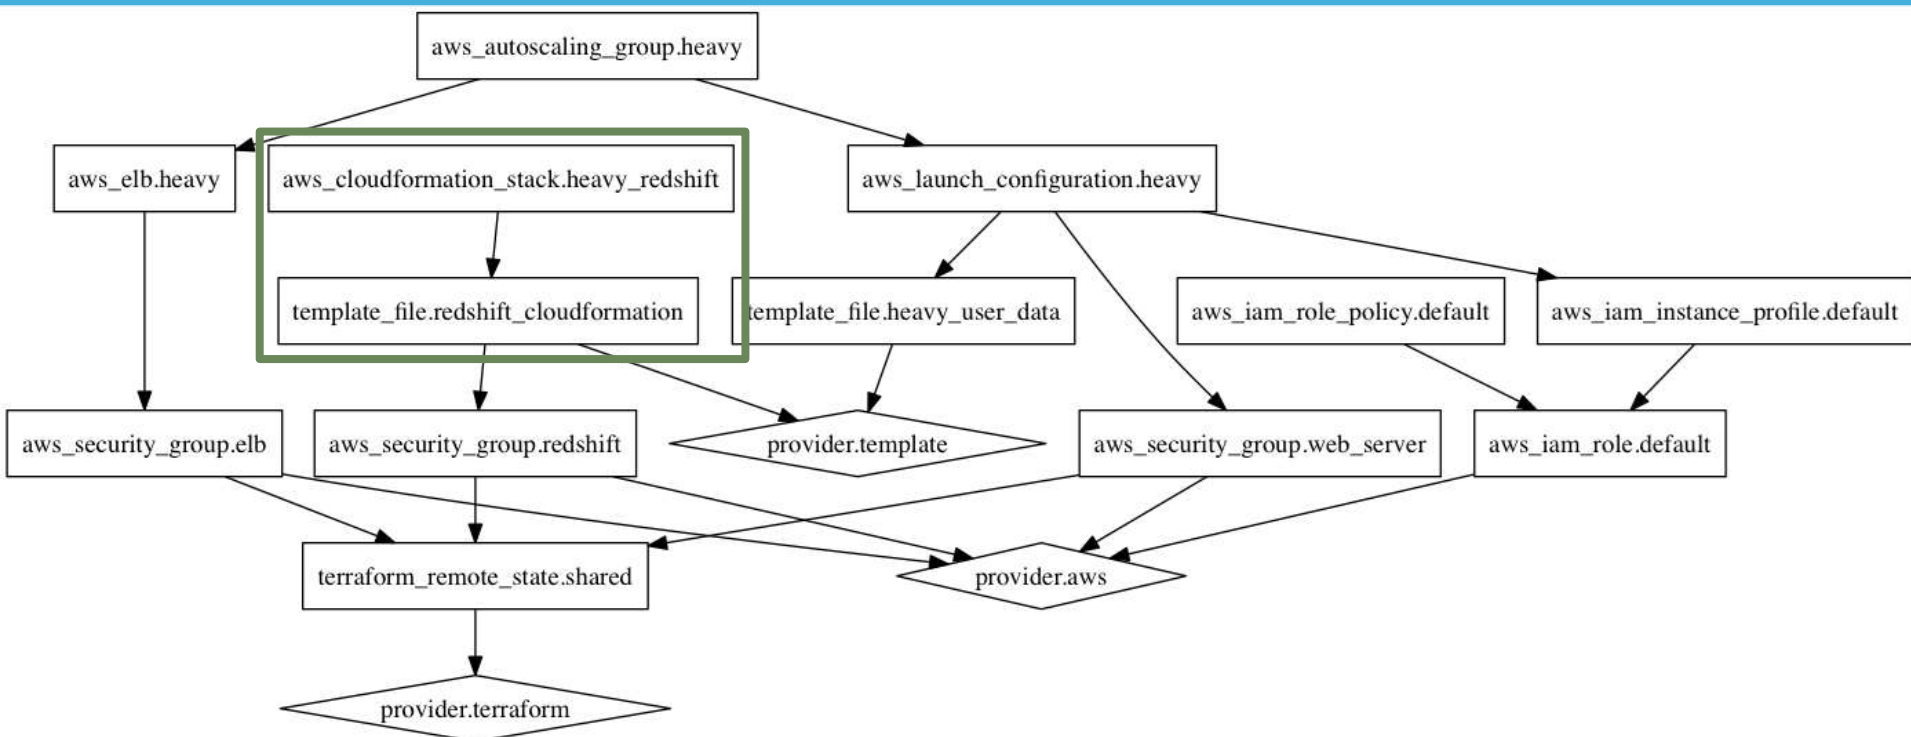 aws_autoscaling_group.heavy
aws_elb.heavy
aws_cloudformation_stack.heavy_redshift
aws_launch_configuration.heavy
template_file.redshift_cloudformation
template_file.heavy_user_data
aws_iam_role_policy.default
aws_iam_instance_profile.default
aws_security_group.elb
aws_security_group.redshift
provider.template
aws_security_group.web_server
aws_iam_role.default
terraform_remote_state.shared
provider.aws
provider.terraform